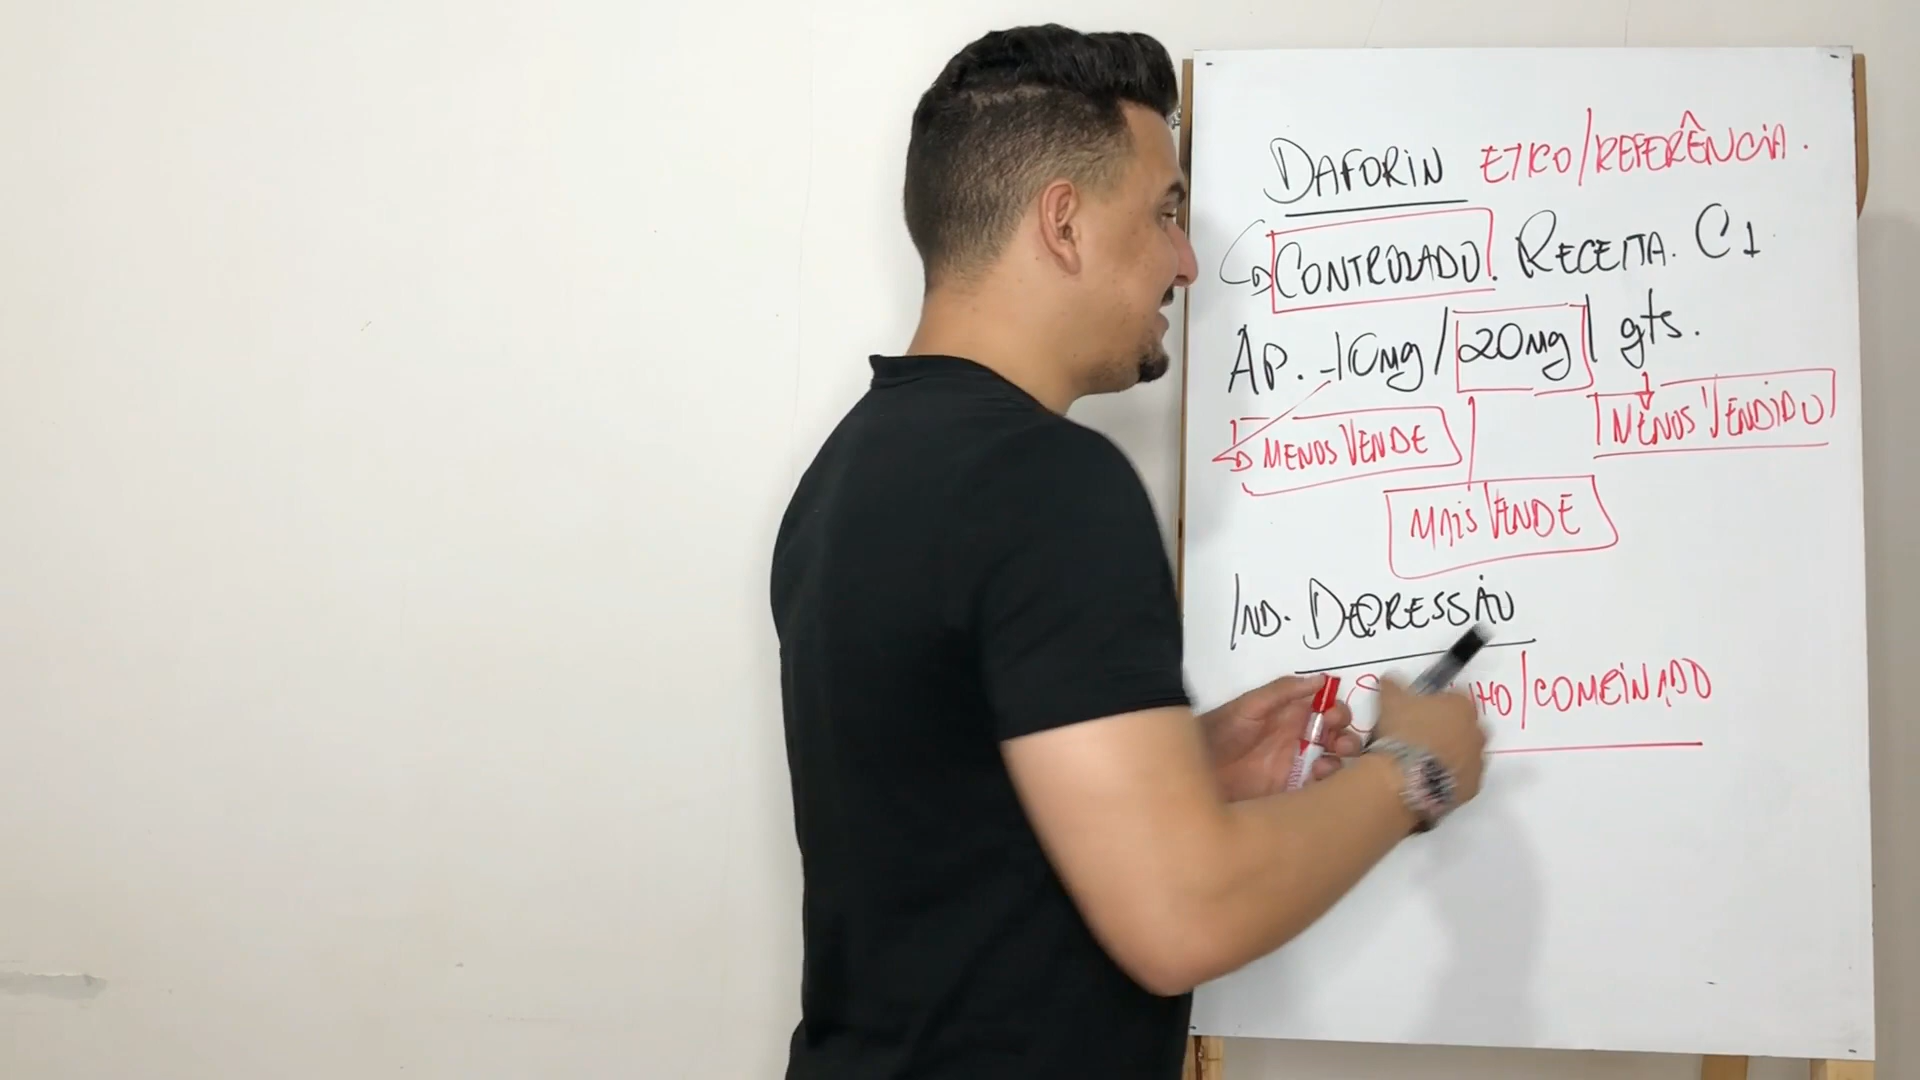 DAFORIN ETICO/REFERÊNCIA.
CONTROLADO. RECEITA. C1
AP. 10mg/20mg/gts.
MENOS VENDE
MENOS VENDIDO
MAIS VENDE
IND. DEPRESSÃO
/COMBINADO